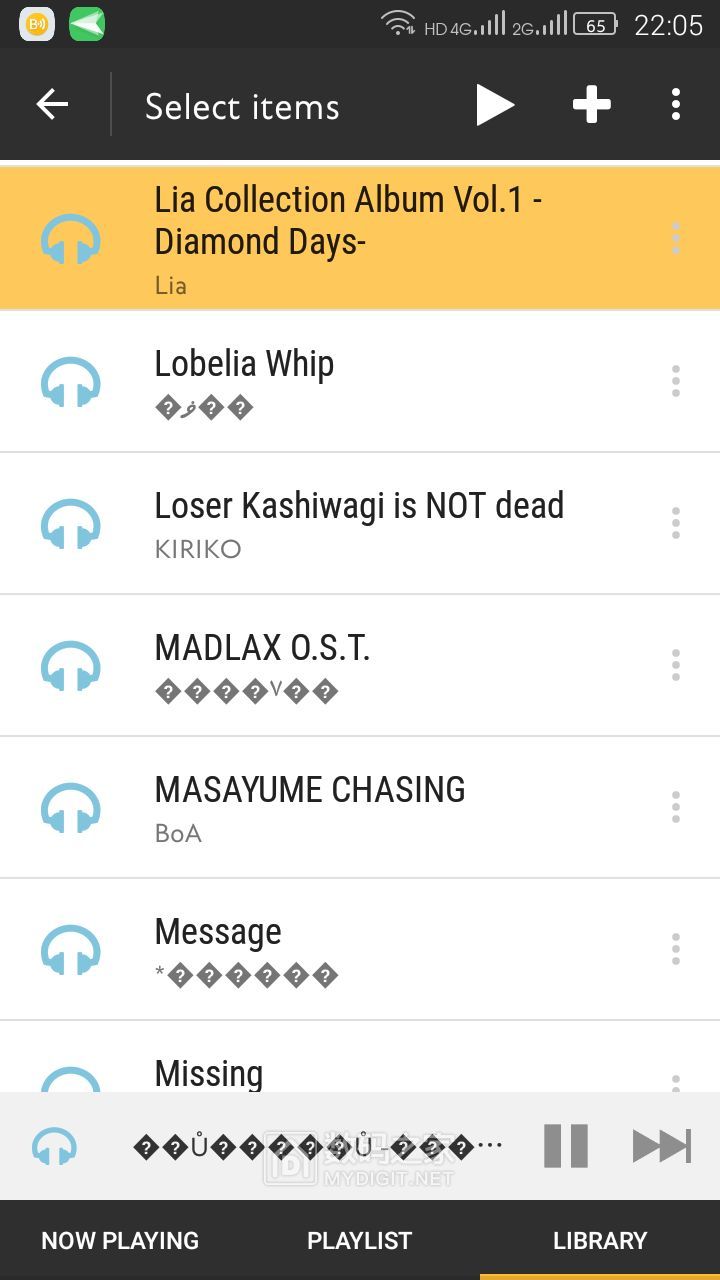 HD 4G 2G 65 22:05
Select items
Lia Collection Album Vol.1 -
Diamond Days-
Lia
Lobelia Whip
�ޥ��
Loser Kashiwagi is NOT dead
KIRIKO
MADLAX O.S.T.
����۷��
MASAYUME CHASING
BoA
Message
*������
Missing
��Ů������Ů -���…
数码之家
MYDIGIT.NET
NOW PLAYING PLAYLIST LIBRARY